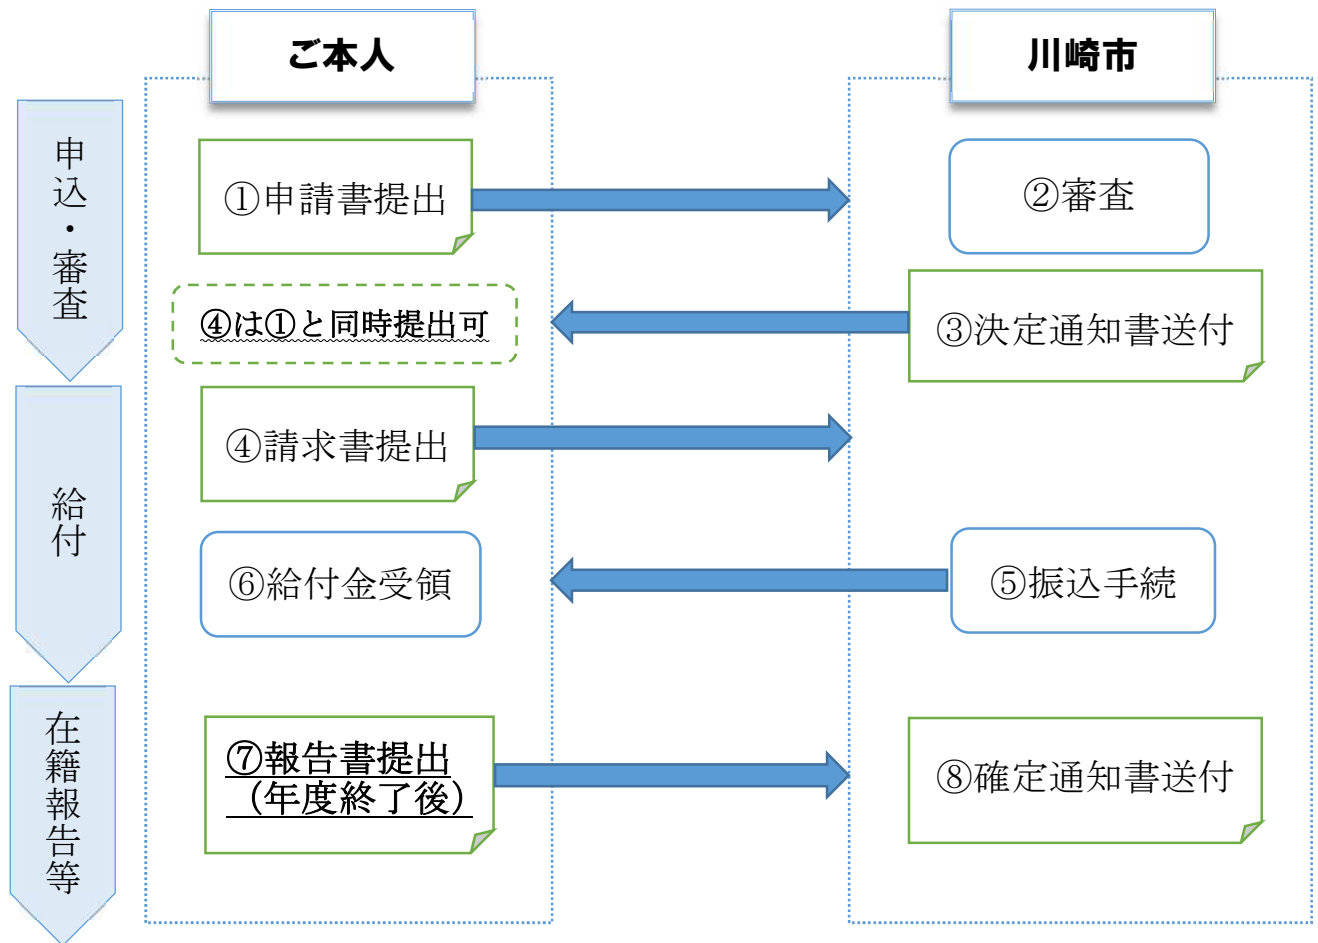 ご本人
川崎市
申込・審査
①申請書提出
②審査
④は①と同時提出可
③決定通知書送付
給付
④請求書提出
⑥給付金受領
⑤振込手続
在籍報告等
⑦報告書提出
（年度終了後）
⑧確定通知書送付